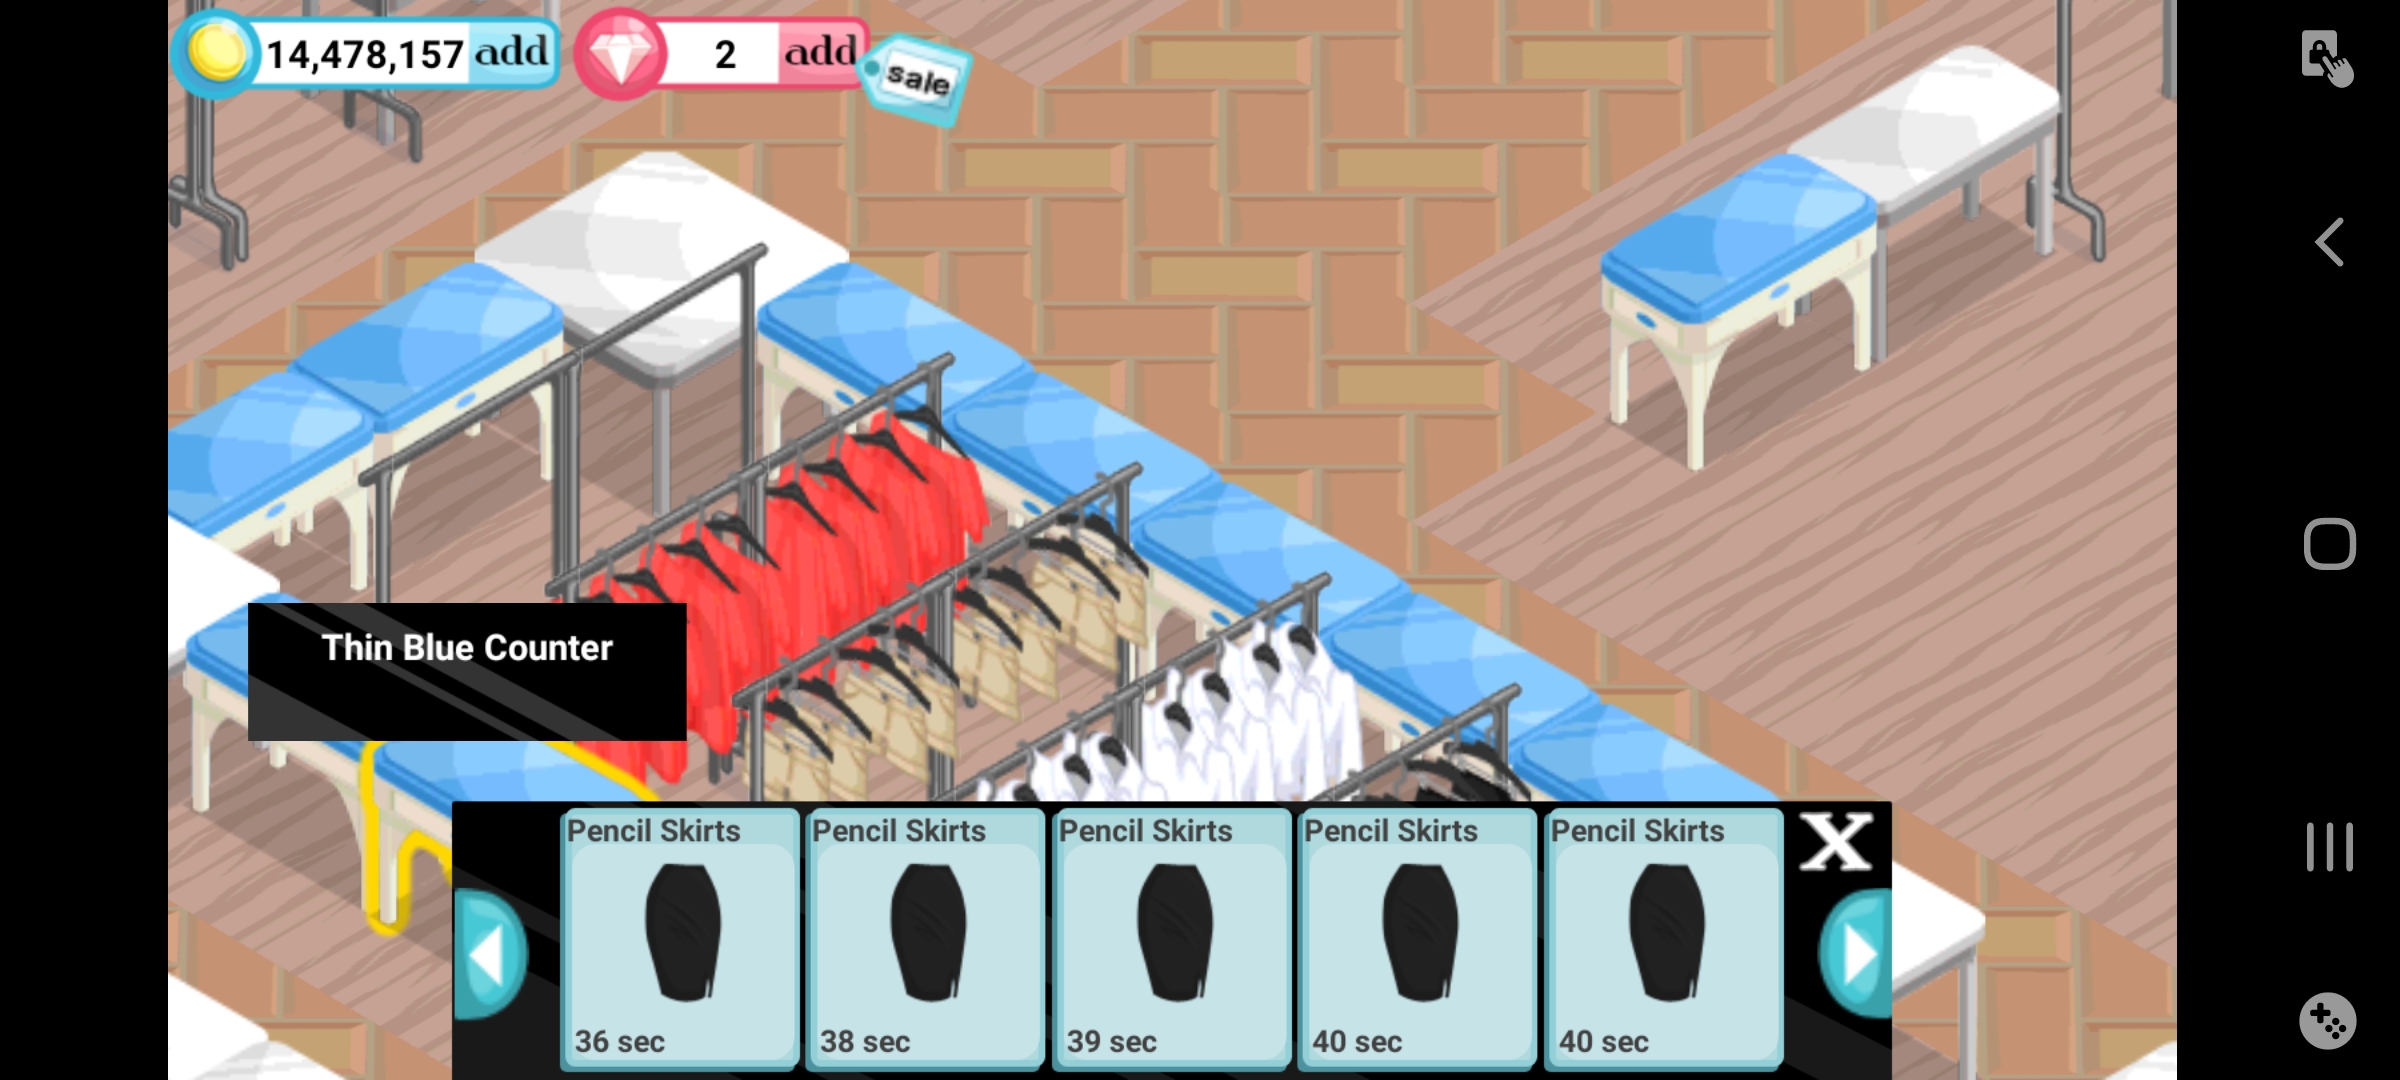 14,478,157 add
2 add
sale
Thin Blue Counter
Pencil Skirts Pencil Skirts Pencil Skirts Pencil Skirts Pencil Skirts
X
36 sec 38 sec 39 sec 40 sec 40 sec